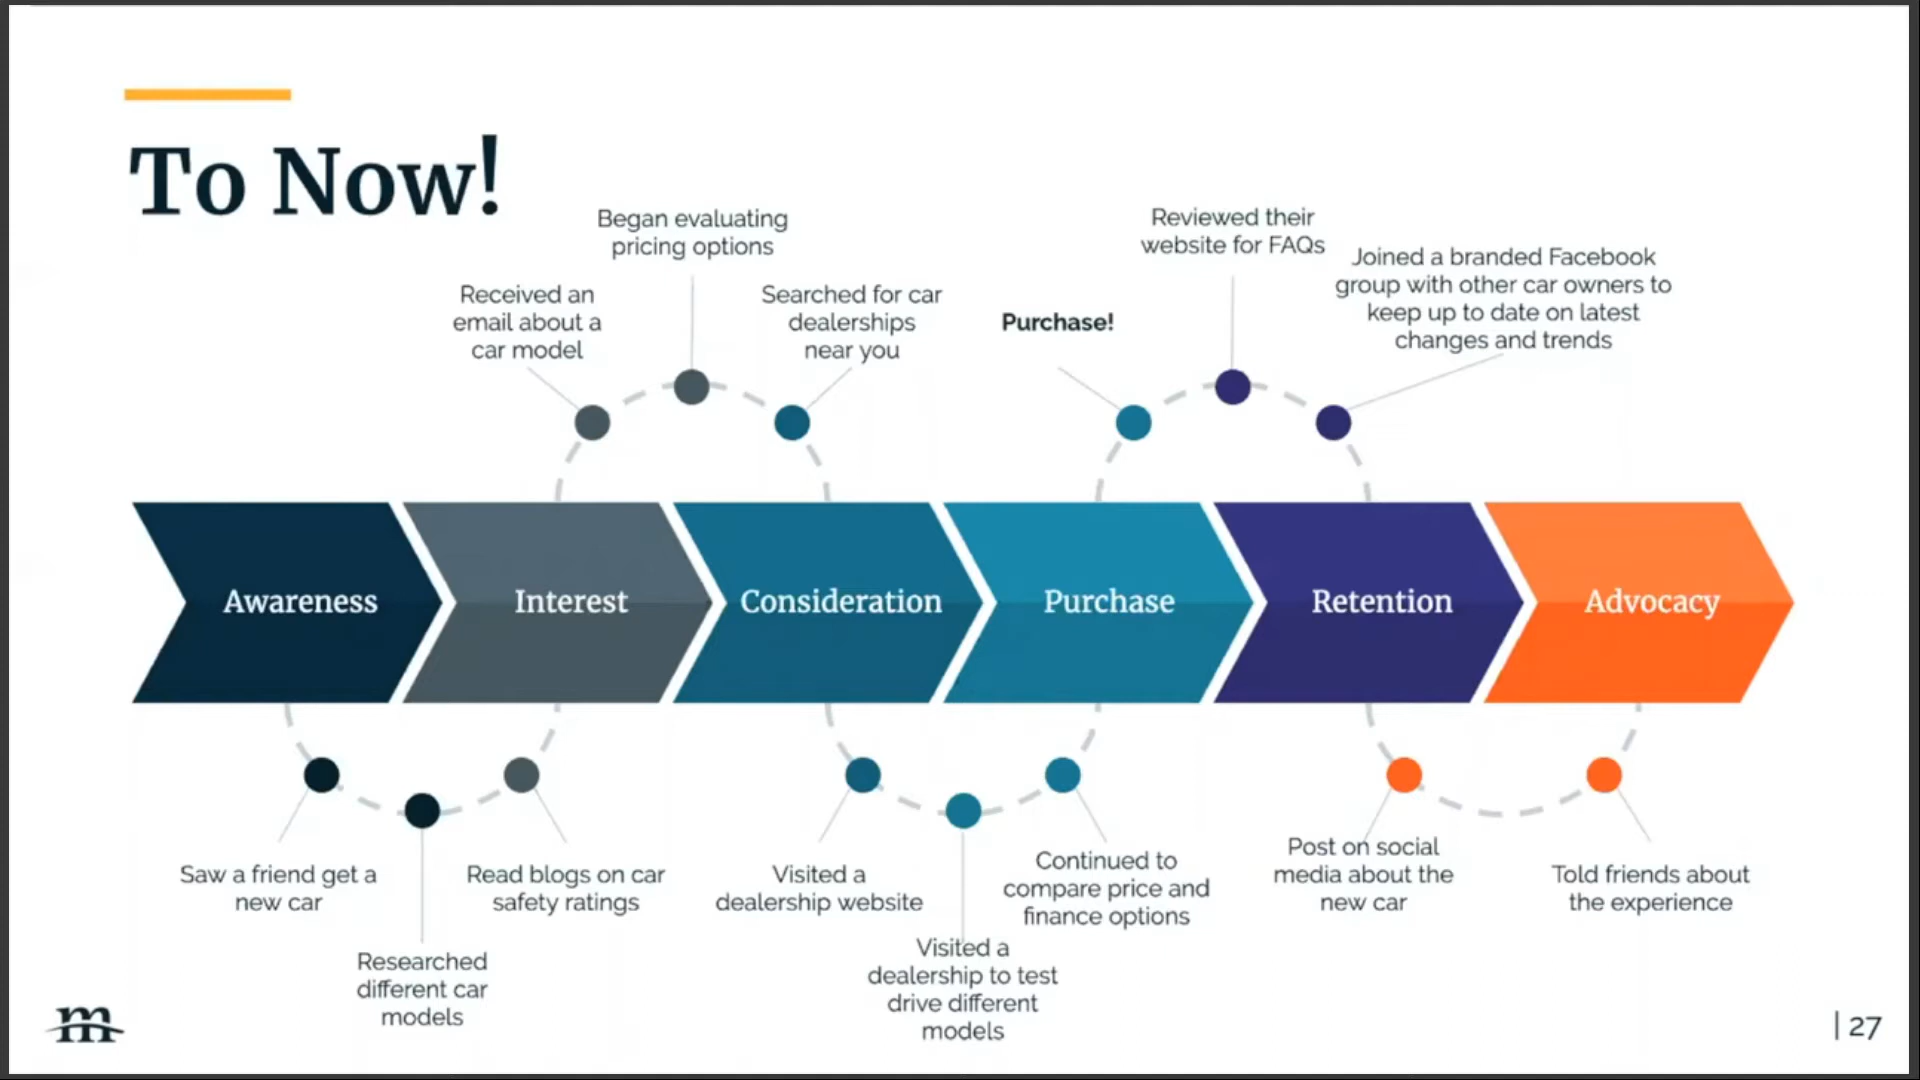 To Now!
Began evaluating
pricing options
Reviewed their
website for FAQs
Received an
email about a
car model
Searched for car
dealerships
near you
Purchase!
Joined a branded Facebook
group with other car owners to
keep up to date on latest
changes and trends
Awareness
Interest
Consideration
Purchase
Retention
Advocacy
Saw a friend get a
new car
Researched
different car
models
Read blogs on car
safety ratings
Visited a
dealership website
Visited a
dealership to test
drive different
models
Continued to
compare price and
finance options
Post on social
media about the
new car
Told friends about
the experience
m
| 27